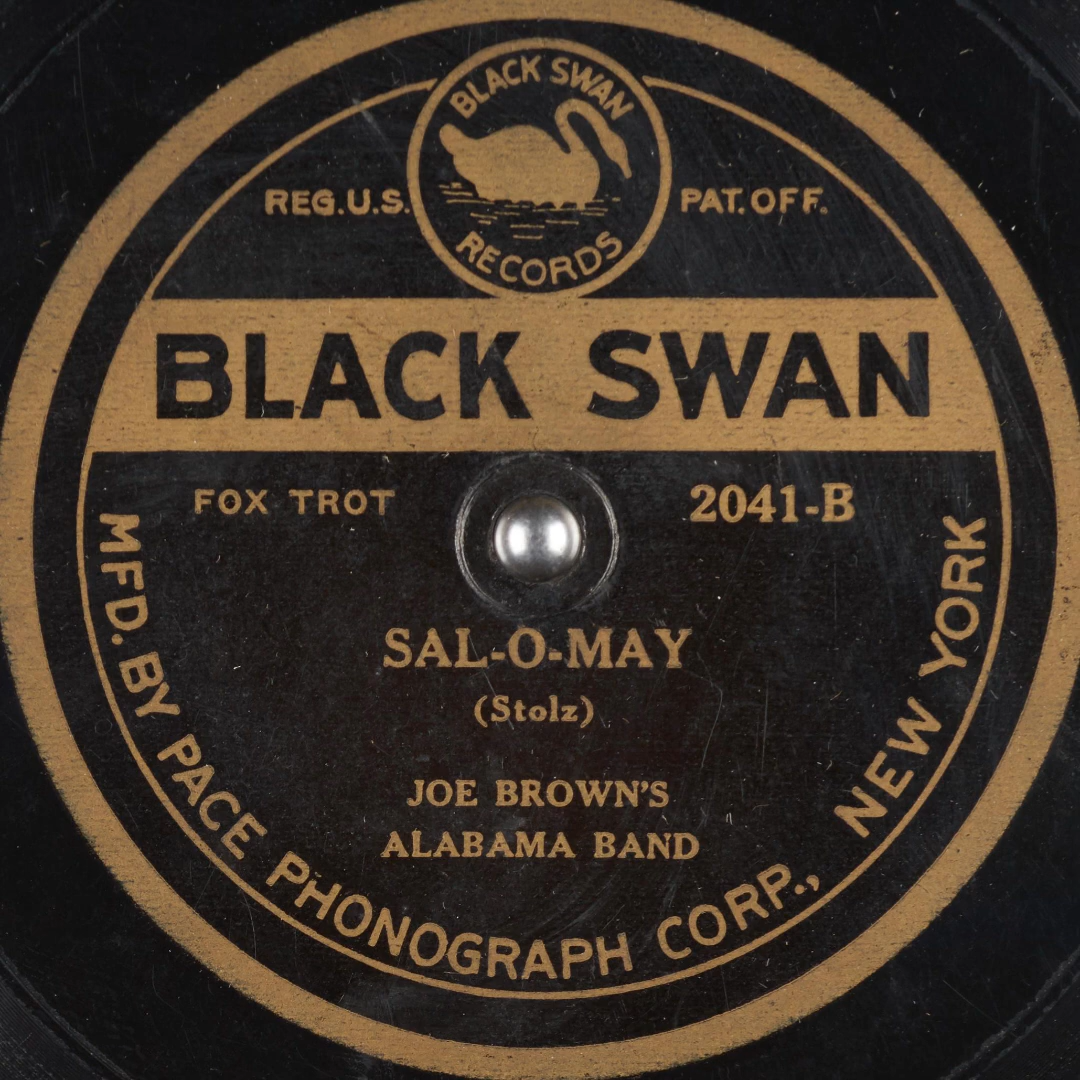 BLACK SWAN
RECORDS
REG.U.S. PAT.OFF.
BLACK SWAN
FOX TROT 2041-B
SAL-O-MAY
(Stolz)
JOE BROWN'S
ALABAMA BAND
MFD. BY PACE PHONOGRAPH CORP., NEW YORK